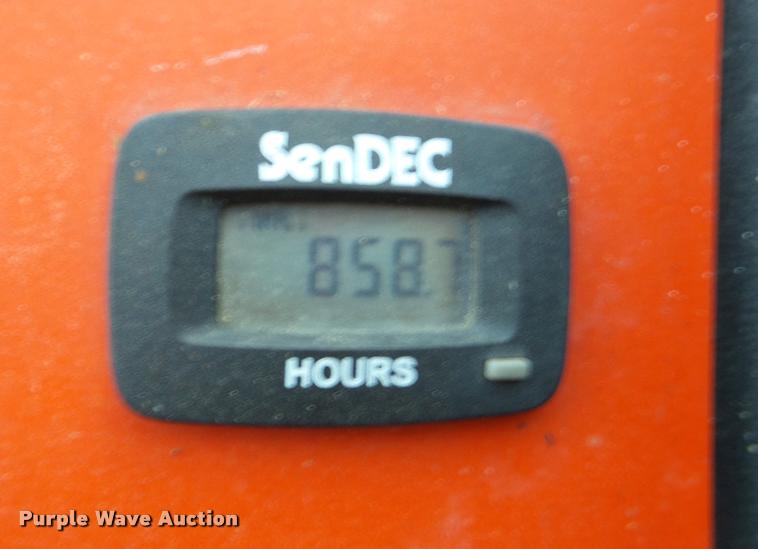 SenDEC
858.7
HOURS
Purple Wave Auction